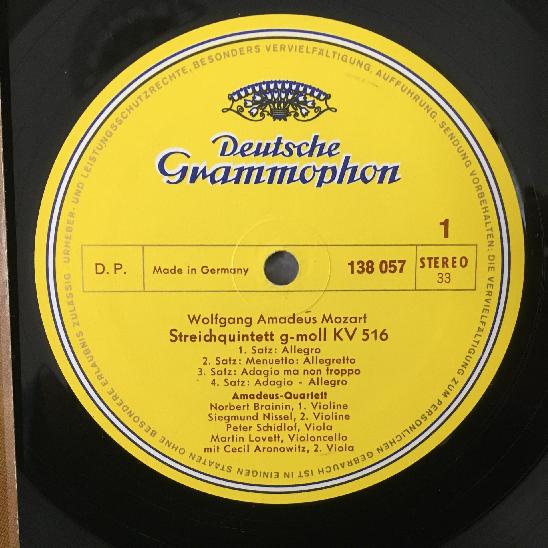 URHEBER- UND LEISTUNGSSCHUTZRECHTE, BESONDERS VERVIELFÄLTIGUNG, AUFFÜHRUNG, SENDUNG VORBEHALTEN; DIE VERVIELFÄLTIGUNG ZUM PERSÖNLICHEN GEBRAUCH IST IN EINIGEN STAATEN OHNE BESONDERE ERLAUBNIS ZULÄSSIG
Deutsche
Grammophon
1
D. P.
Made in Germany
138 057
STEREO
33
Wolfgang Amadeus Mozart
Streichquintett g-moll KV 516
1. Satz: Allegro
2. Satz: Menuetto: Allegretto
3. Satz: Adagio ma non troppo
4. Satz: Adagio - Allegro
Amadeus-Quartett
Norbert Brainin, 1. Violine
Siegmund Nissel, 2. Violine
Peter Schidlof, Viola
Martin Lovett, Violoncello
mit Cecil Aronowitz, 2. Viola